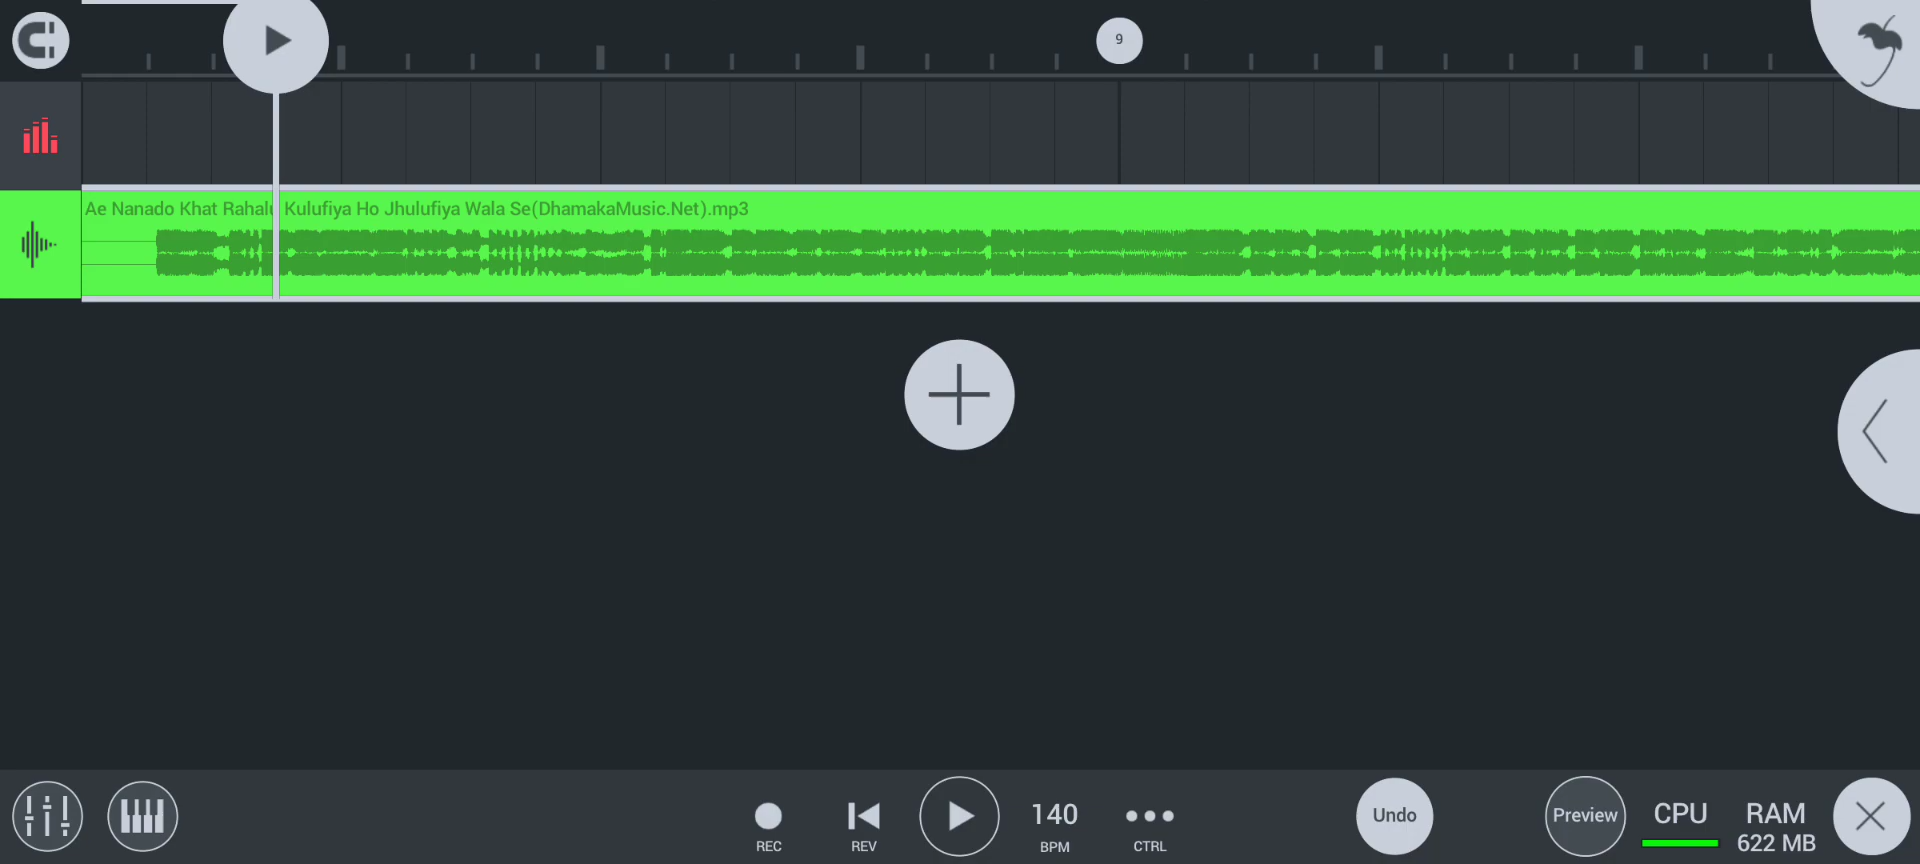 9
Ae Nanado Khat Rahalu Kulufiya Ho Jhulufiya Wala Se(DhamakaMusic.Net).mp3
REC
REV
140
BPM
CTRL
Undo
Preview
CPU
RAM
622 MB